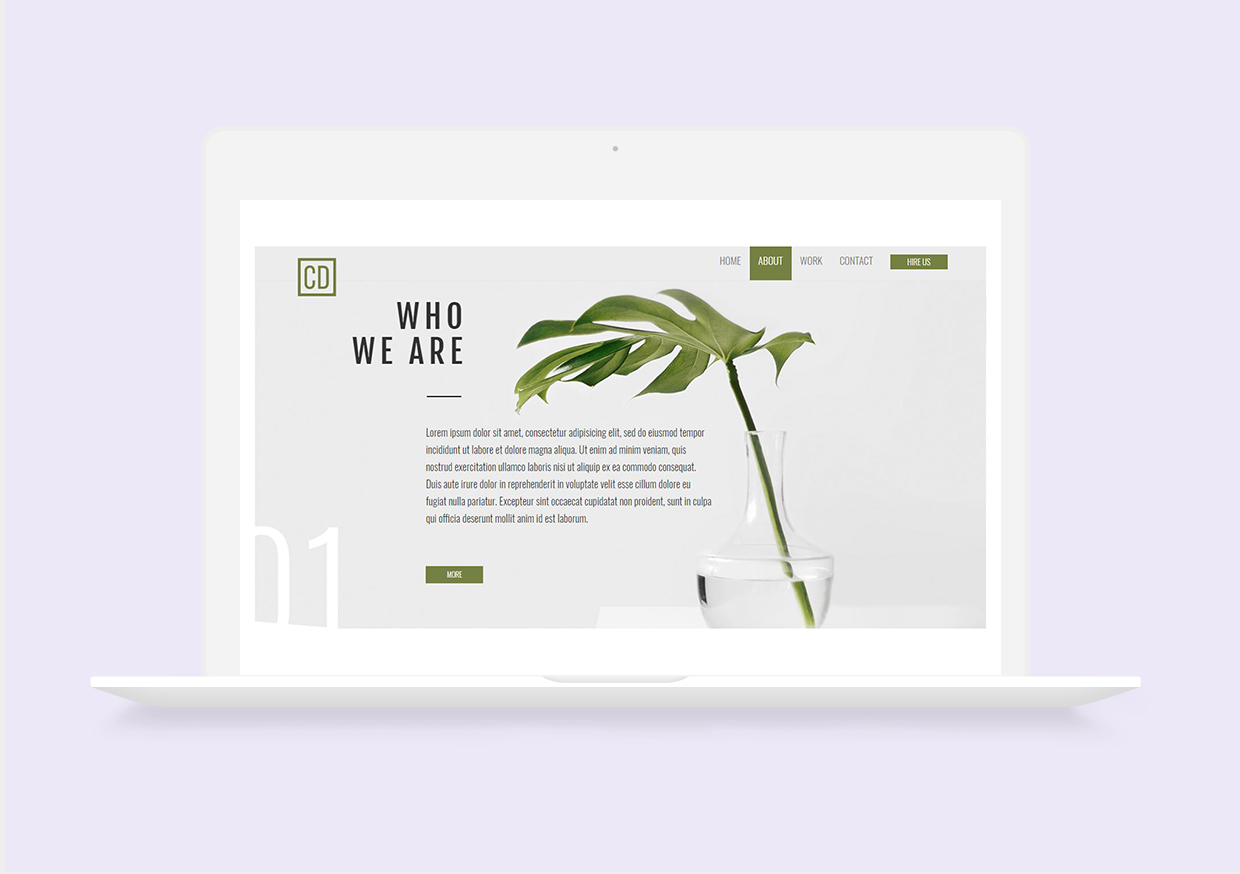 CD
HOME
ABOUT
WORK
CONTACT
HIRE US
WHO
WE ARE
Lorem ipsum dolor sit amet, consectetur adipisicing elit, sed do eiusmod tempor
incididunt ut labore et dolore magna aliqua. Ut enim ad minim veniam, quis
nostrud exercitation ullamco laboris nisi ut aliquip ex ea commodo consequat.
Duis aute irure dolor in reprehenderit in voluptate velit esse cillum dolore eu
fugiat nulla pariatur. Excepteur sint occaecat cupidatat non proident, sunt in culpa
qui officia deserunt mollit anim id est laborum.
01
MORE